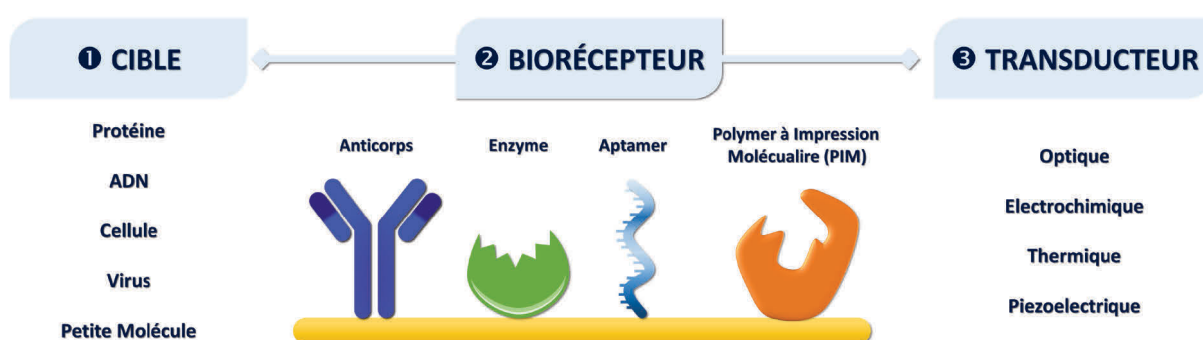 ❶ CIBLE
❷ BIORÉCEPTEUR
❸ TRANSDUCTEUR
Protéine
ADN
Cellule
Virus
Petite Molécule
Anticorps
Enzyme
Aptamer
Polymer à Impression
Molécualire (PIM)
Optique
Electrochimique
Thermique
Piezoelectrique